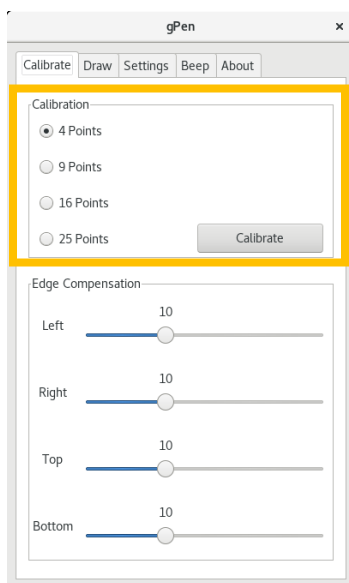 gPen ×
Calibrate Draw Settings Beep About
Calibration
4 Points
9 Points
16 Points
25 Points Calibrate
Edge Compensation
10
Left
10
Right
10
Top
10
Bottom